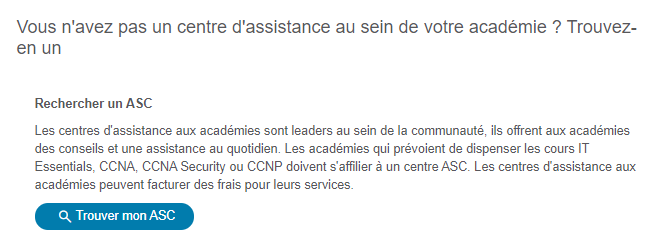 Vous n'avez pas un centre d'assistance au sein de votre académie ? Trouvez-
en un
Rechercher un ASC
Les centres d'assistance aux académies sont leaders au sein de la communauté, ils offrent aux académies
des conseils et une assistance au quotidien. Les académies qui prévoient de dispenser les cours IT
Essentials, CCNA, CCNA Security ou CCNP doivent s'affilier à un centre ASC. Les centres d'assistance aux
académies peuvent facturer des frais pour leurs services.
Trouver mon ASC